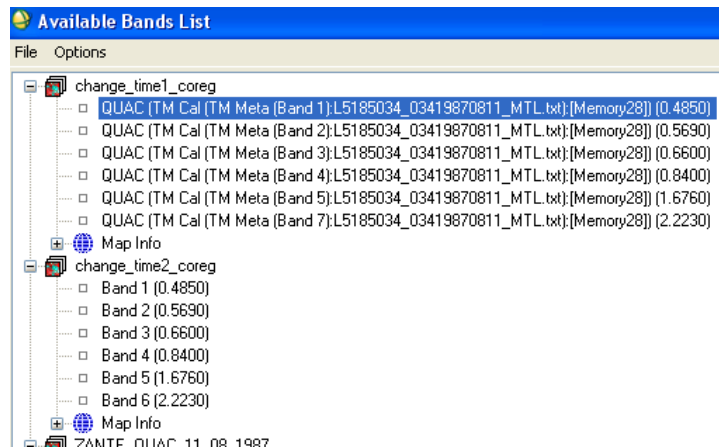 Available Bands List
File Options
change_time1_coreg
QUAC (TM Cal (TM Meta (Band 1):L5185034_03419870811_MTL.txt):[Memory28]) (0.4850)
QUAC (TM Cal (TM Meta (Band 2):L5185034_03419870811_MTL.txt):[Memory28]) (0.5690)
QUAC (TM Cal (TM Meta (Band 3):L5185034_03419870811_MTL.txt):[Memory28]) (0.6600)
QUAC (TM Cal (TM Meta (Band 4):L5185034_03419870811_MTL.txt):[Memory28]) (0.8400)
QUAC (TM Cal (TM Meta (Band 5):L5185034_03419870811_MTL.txt):[Memory28]) (1.6760)
QUAC (TM Cal (TM Meta (Band 7):L5185034_03419870811_MTL.txt):[Memory28]) (2.2230)
Map Info
change_time2_coreg
Band 1 (0.4850)
Band 2 (0.5690)
Band 3 (0.6600)
Band 4 (0.8400)
Band 5 (1.6760)
Band 6 (2.2230)
Map Info
ZANTE_QUAC_11_08_1987